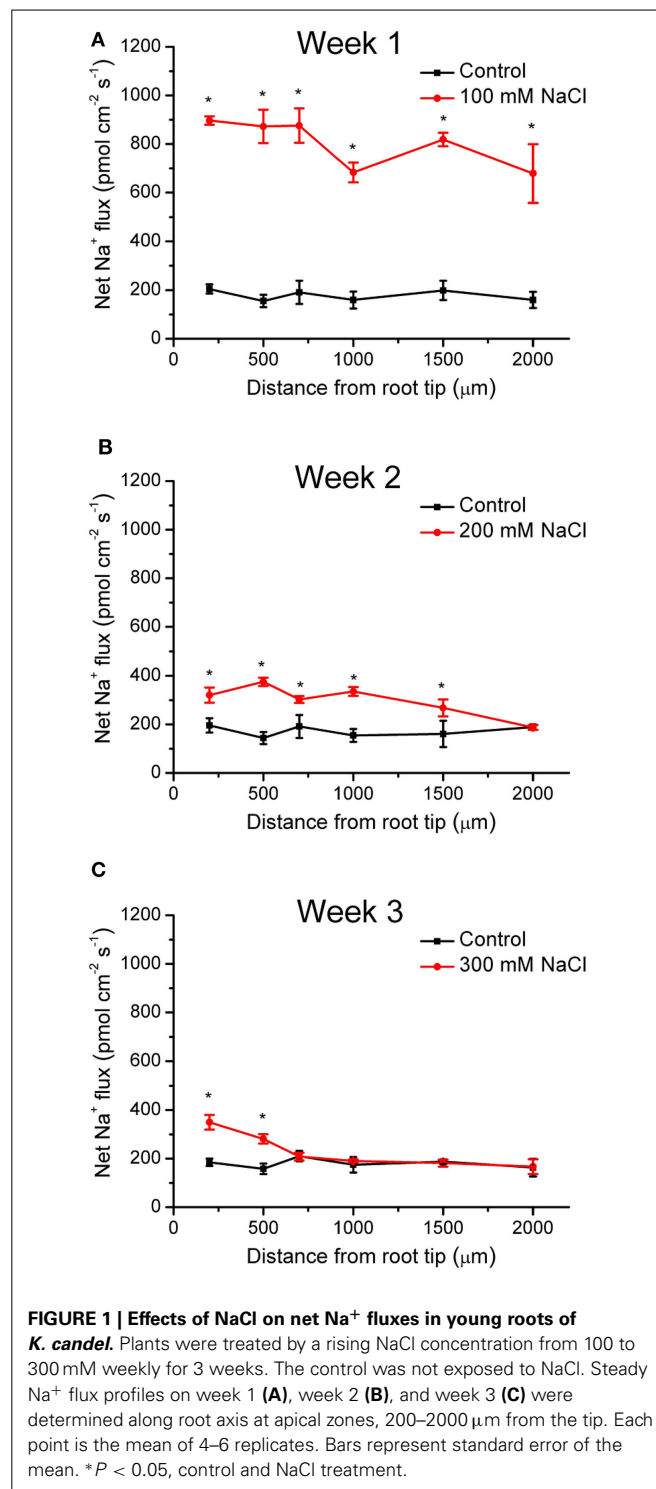 A
Week 1
Control
100 mM NaCl
* * * * * *
1200
1000
800
600
400
200
0
Net Na⁺ flux (pmol cm⁻² s⁻¹)
0 500 1000 1500 2000
Distance from root tip (μm)
B
Week 2
Control
200 mM NaCl
* * * * *
1200
1000
800
600
400
200
0
Net Na⁺ flux (pmol cm⁻² s⁻¹)
0 500 1000 1500 2000
Distance from root tip (μm)
C
Week 3
Control
300 mM NaCl
* *
1200
1000
800
600
400
200
0
Net Na⁺ flux (pmol cm⁻² s⁻¹)
0 500 1000 1500 2000
Distance from root tip (μm)
FIGURE 1 | Effects of NaCl on net Na⁺ fluxes in young roots of
K. candel. Plants were treated by a rising NaCl concentration from 100 to
300 mM weekly for 3 weeks. The control was not exposed to NaCl. Steady
Na⁺ flux profiles on week 1 (A), week 2 (B), and week 3 (C) were
determined along root axis at apical zones, 200–2000 μm from the tip. Each
point is the mean of 4–6 replicates. Bars represent standard error of the
mean. *P < 0.05, control and NaCl treatment.